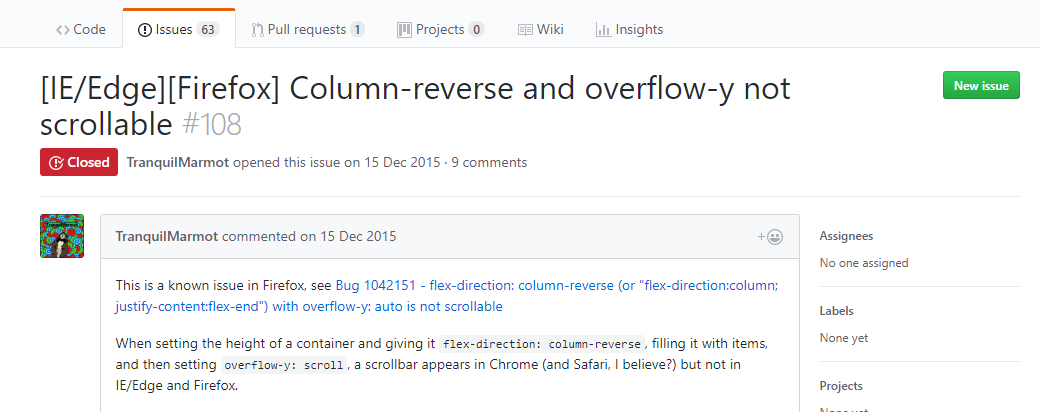 Code Issues 63 Pull requests 1 Projects 0 Wiki Insights
[IE/Edge][Firefox] Column-reverse and overflow-y not
scrollable #108
New issue
Closed TranquilMarmot opened this issue on 15 Dec 2015 · 9 comments
TranquilMarmot commented on 15 Dec 2015
+
This is a known issue in Firefox, see Bug 1042151 - flex-direction: column-reverse (or "flex-direction:column;
justify-content:flex-end") with overflow-y: auto is not scrollable
When setting the height of a container and giving it flex-direction: column-reverse, filling it with items,
and then setting overflow-y: scroll, a scrollbar appears in Chrome (and Safari, I believe?) but not in
IE/Edge and Firefox.
Assignees
No one assigned
Labels
None yet
Projects
None yet